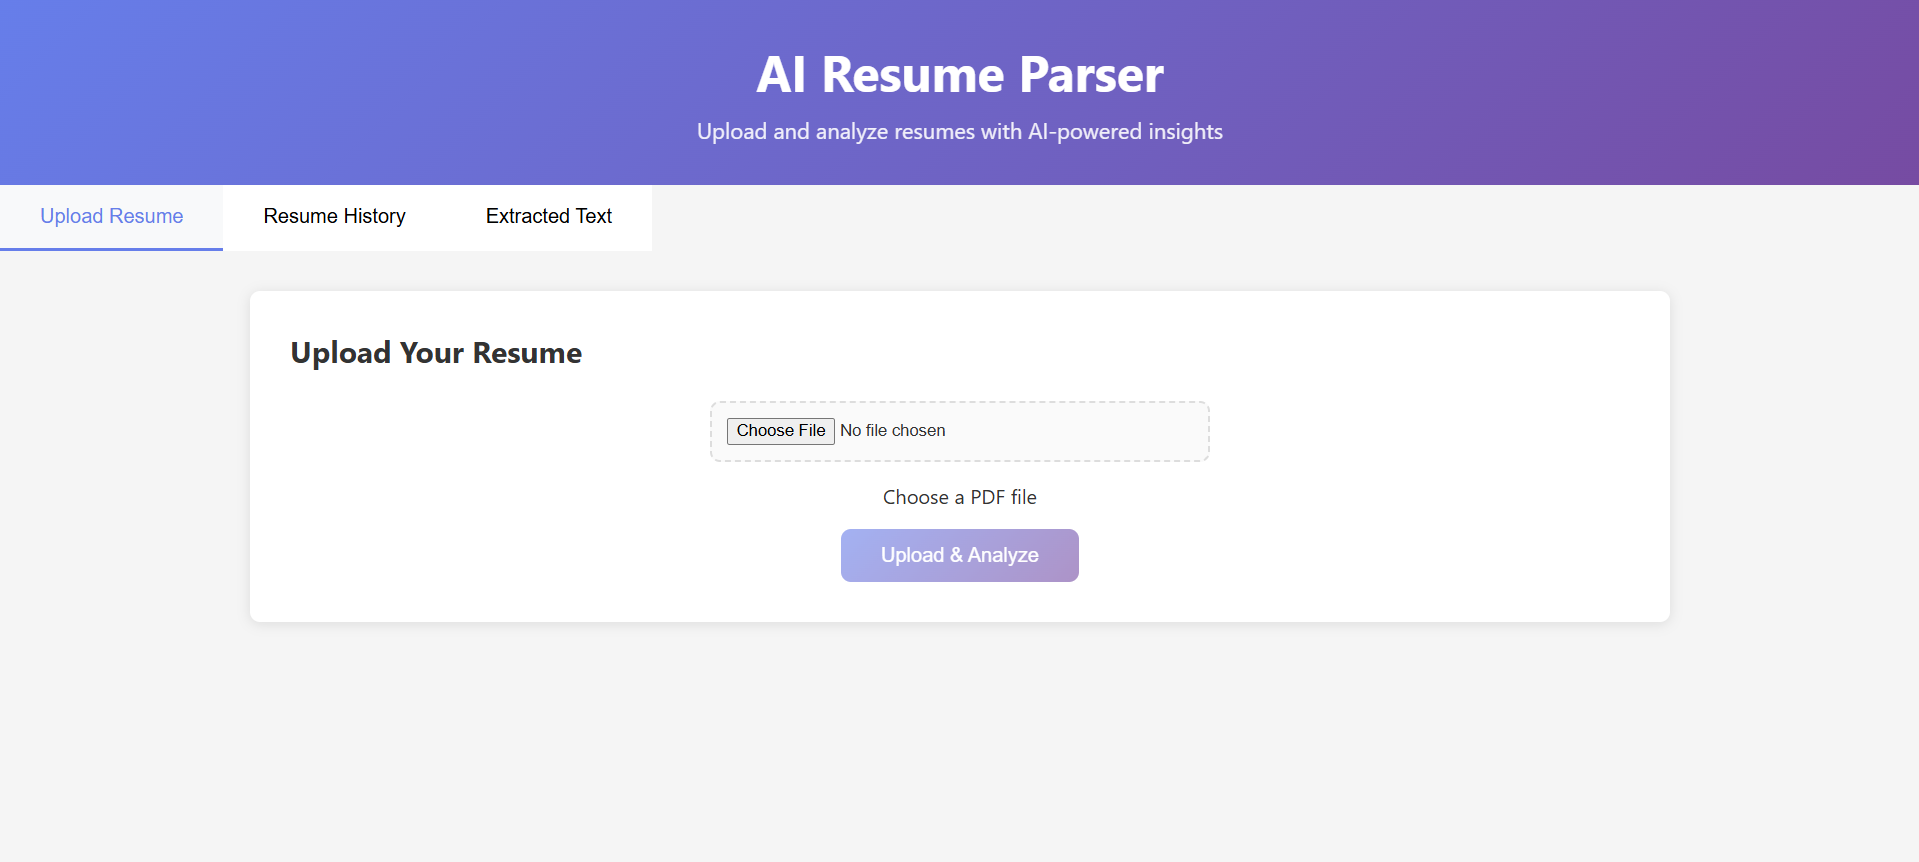 AI Resume Parser
Upload and analyze resumes with AI-powered insights
Upload Resume Resume History Extracted Text
Upload Your Resume
Choose File No file chosen
Choose a PDF file
Upload & Analyze